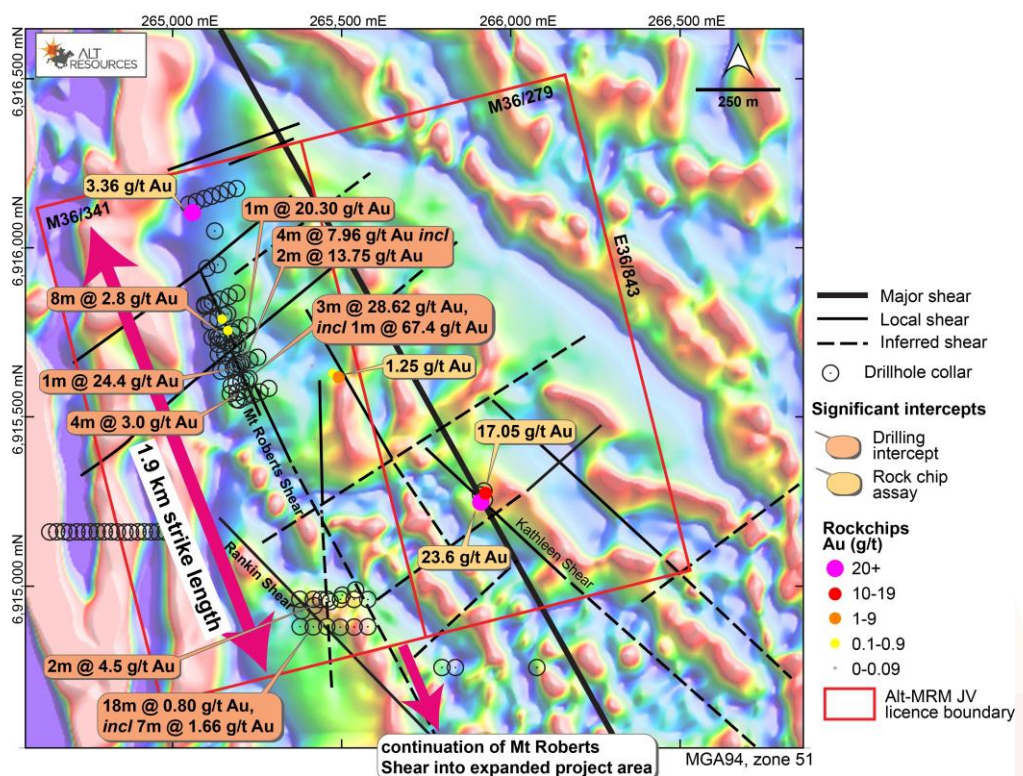 265,000 mE
265,500 mE
266,000 mE
266,500 mE
ALT
RESOURCES
6,916,500 mN
6,916,000 mN
6,915,500 mN
6,915,000 mN
250 m
M36/279
M36/341
E36/843
3.36 g/t Au
1m @ 20.30 g/t Au
4m @ 7.96 g/t Au incl
2m @ 13.75 g/t Au
8m @ 2.8 g/t Au
3m @ 28.62 g/t Au,
incl 1m @ 67.4 g/t Au
1.25 g/t Au
1m @ 24.4 g/t Au
4m @ 3.0 g/t Au
17.05 g/t Au
23.6 g/t Au
Mt Roberts Shear
Kathleen Shear
Rankin Shear
1.9 km strike length
2m @ 4.5 g/t Au
18m @ 0.80 g/t Au,
incl 7m @ 1.66 g/t Au
continuation of Mt Roberts
Shear into expanded project area
MGA94, zone 51
Major shear
Local shear
Inferred shear
Drillhole collar
Significant intercepts
Drilling
intercept
Rock chip
assay
Rockchips
Au (g/t)
20+
10-19
1-9
0.1-0.9
0-0.09
Alt-MRM JV
licence boundary